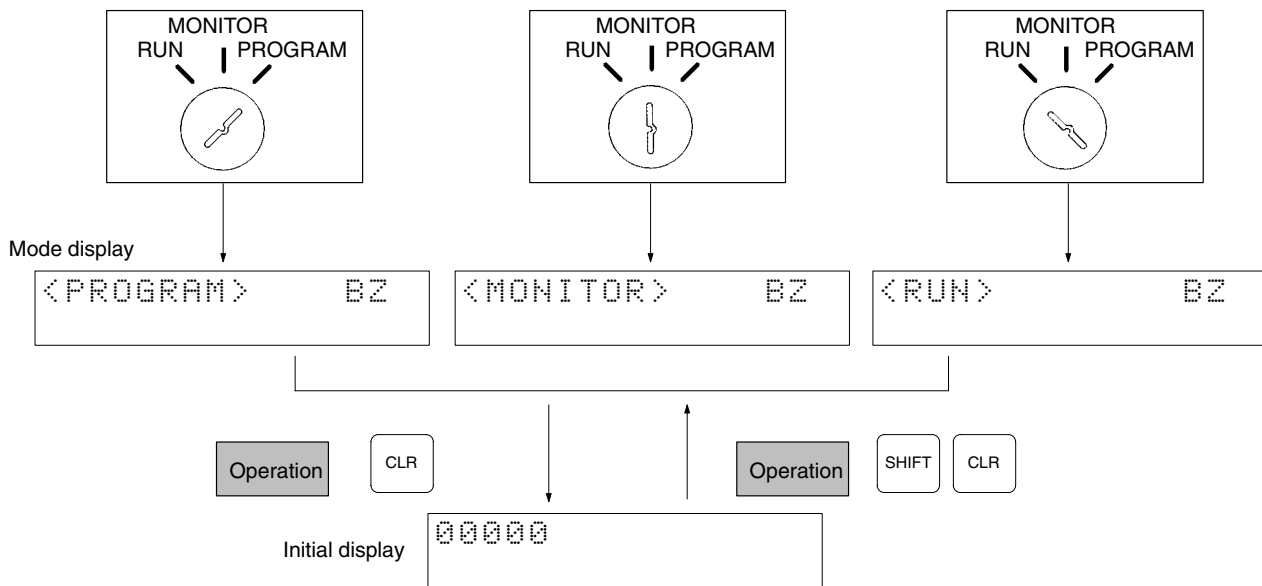 MONITOR
RUN PROGRAM
MONITOR
RUN PROGRAM
MONITOR
RUN PROGRAM
Mode display
<PROGRAM> BZ
<MONITOR> BZ
<RUN> BZ
Operation
CLR
Operation
SHIFT
CLR
Initial display
00000